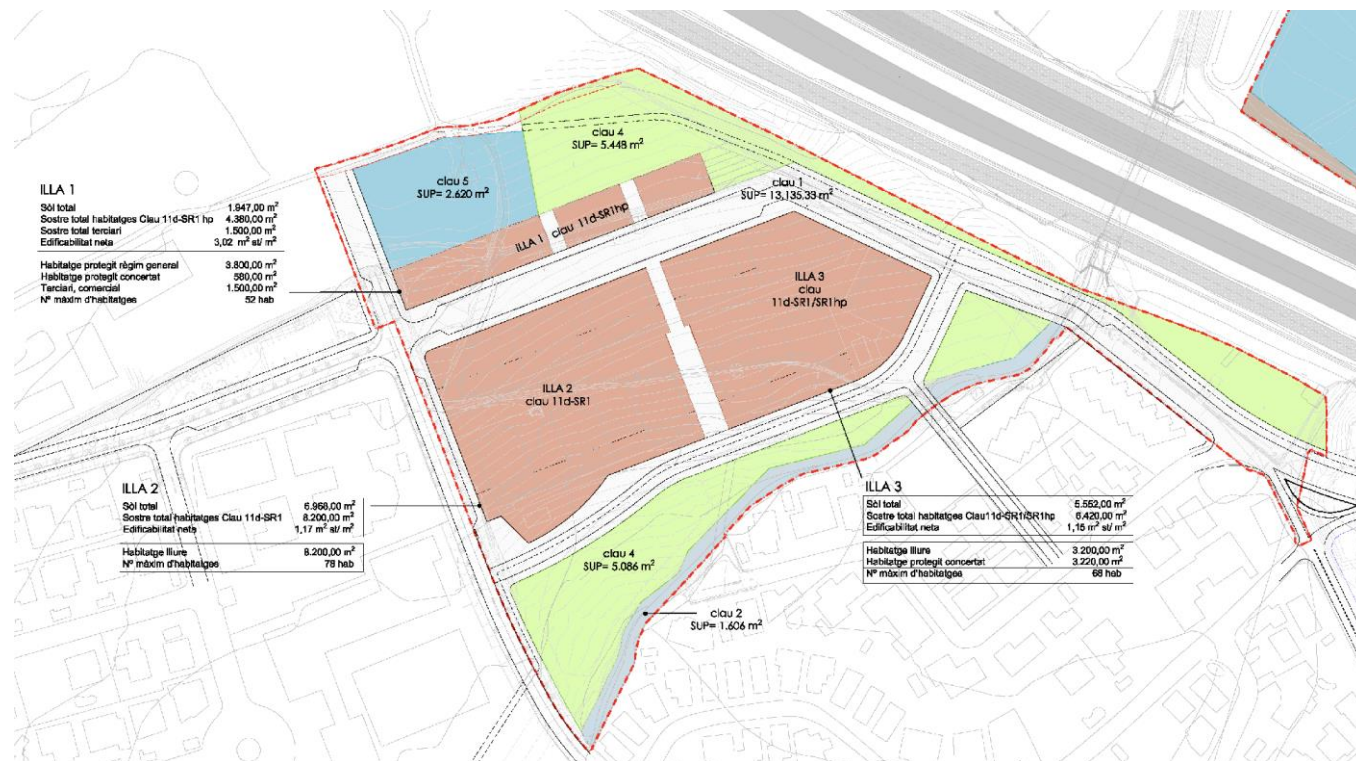 clau 4
SUP= 5.448 m²
clau 5
SUP= 2.620 m²
clau 1
SUP= 13,135.33 m²
ILLA 1 clau 11d-SR1hp
ILLA 1
Sòl total 1.947,00 m²
Sostre total habitatges Clau 11d-SR1 hp 4.380,00 m²
Sostre total terciari 1.500,00 m²
Edificabilitat neta 3,02 m² st/ m²
Habitatge protegit règim general 3.800,00 m²
Habitatge protegit concertat 580,00 m²
Terciari, comercial 1.500,00 m²
Nº màxim d'habitatges 52 hab
ILLA 3
clau
11d-SR1/SR1hp
ILLA 2
clau 11d-SR1
ILLA 2
Sòl total 6.968,00 m²
Sostre total habitatges Clau 11d-SR1 8.200,00 m²
Edificabilitat neta 1,17 m² st/ m²
Habitatge lliure 8.200,00 m²
Nº màxim d'habitatges 78 hab
ILLA 3
Sòl total 5.552,00 m²
Sostre total habitatges Clau11d-SR1/SR1hp 6.420,00 m²
Edificabilitat neta 1,15 m² st/ m²
Habitatge lliure 3.200,00 m²
Habitatge protegit concertat 3.220,00 m²
Nº màxim d'habitatges 68 hab
clau 4
SUP= 5.086 m²
clau 2
SUP= 1.606 m²